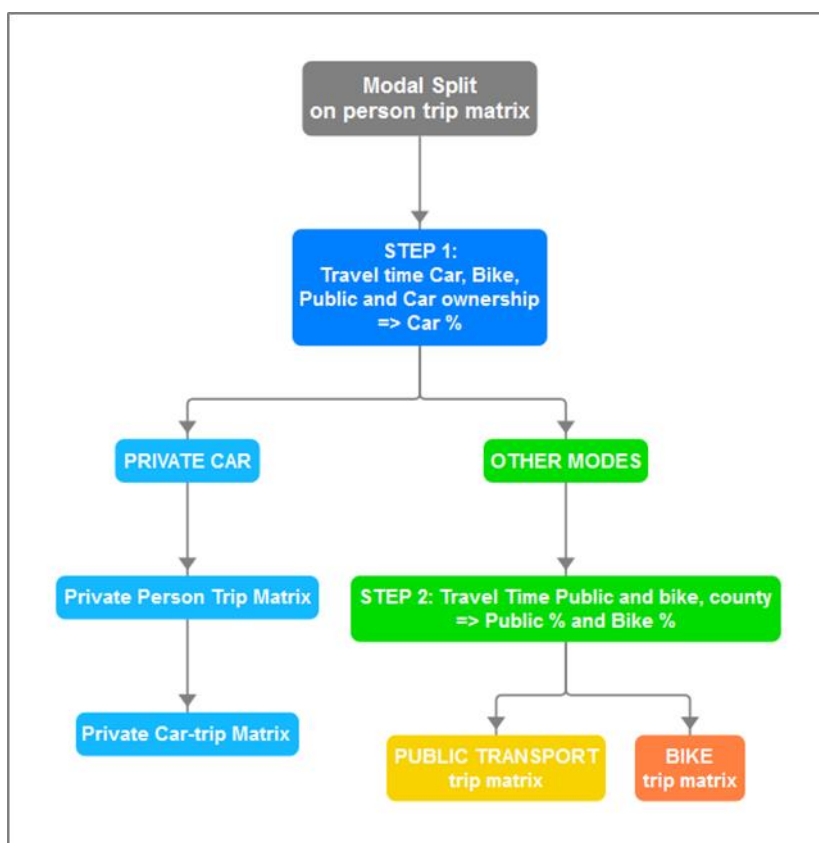 Modal Split
on person trip matrix
STEP 1:
Travel time Car, Bike,
Public and Car ownership
=> Car %
PRIVATE CAR
OTHER MODES
Private Person Trip Matrix
STEP 2: Travel Time Public and bike, county
=> Public % and Bike %
Private Car-trip Matrix
PUBLIC TRANSPORT
trip matrix
BIKE
trip matrix